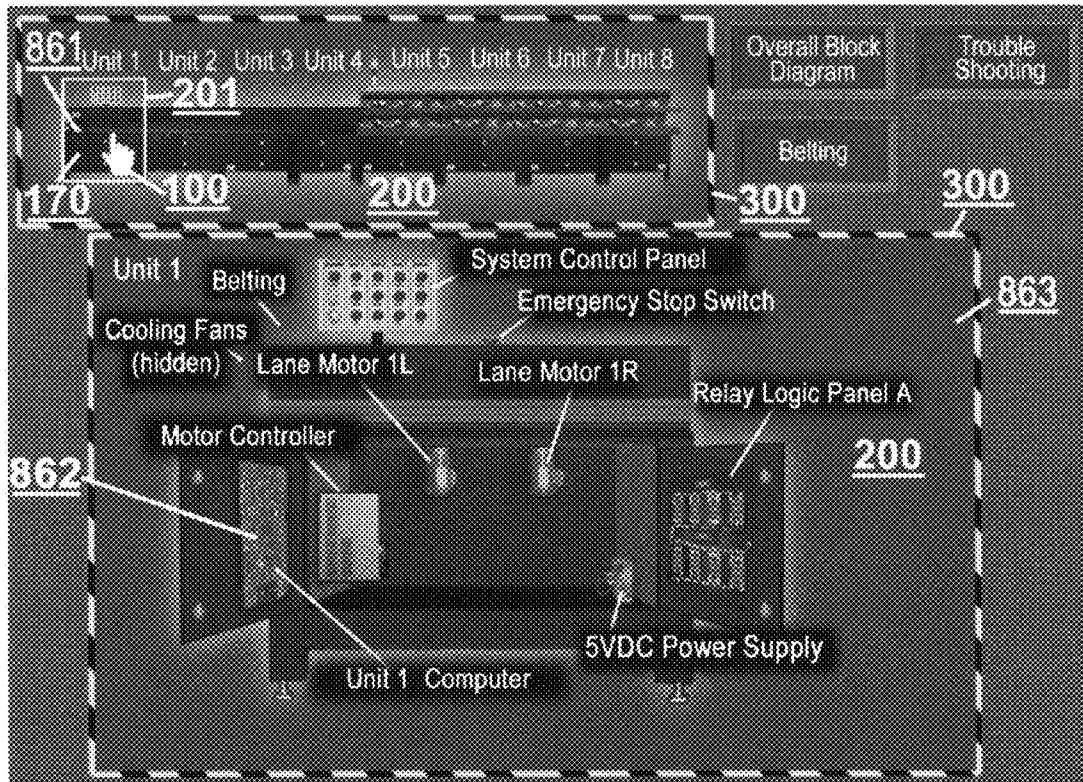 861
Unit 1 Unit 2 Unit 3 Unit 4 Unit 5 Unit 6 Unit 7 Unit 8
Overall Block
Diagram
Trouble
Shooting
201
Belting
170
100
200
300
300
Unit 1
Belting
System Control Panel
Emergency Stop Switch
863
Cooling Fans
(hidden)
Lane Motor 1L
Lane Motor 1R
Relay Logic Panel A
Motor Controller
200
862
5VDC Power Supply
Unit 1 Computer